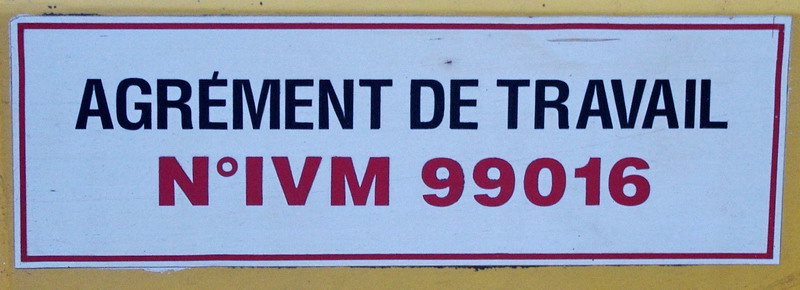 AGRÉMENT DE TRAVAIL
N°IVM 99016